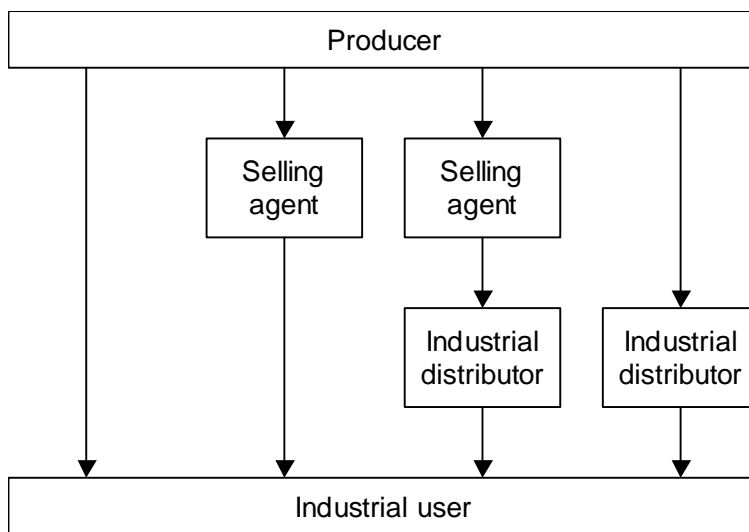 Producer
Selling
agent
Selling
agent
Industrial
distributor
Industrial
distributor
Industrial user